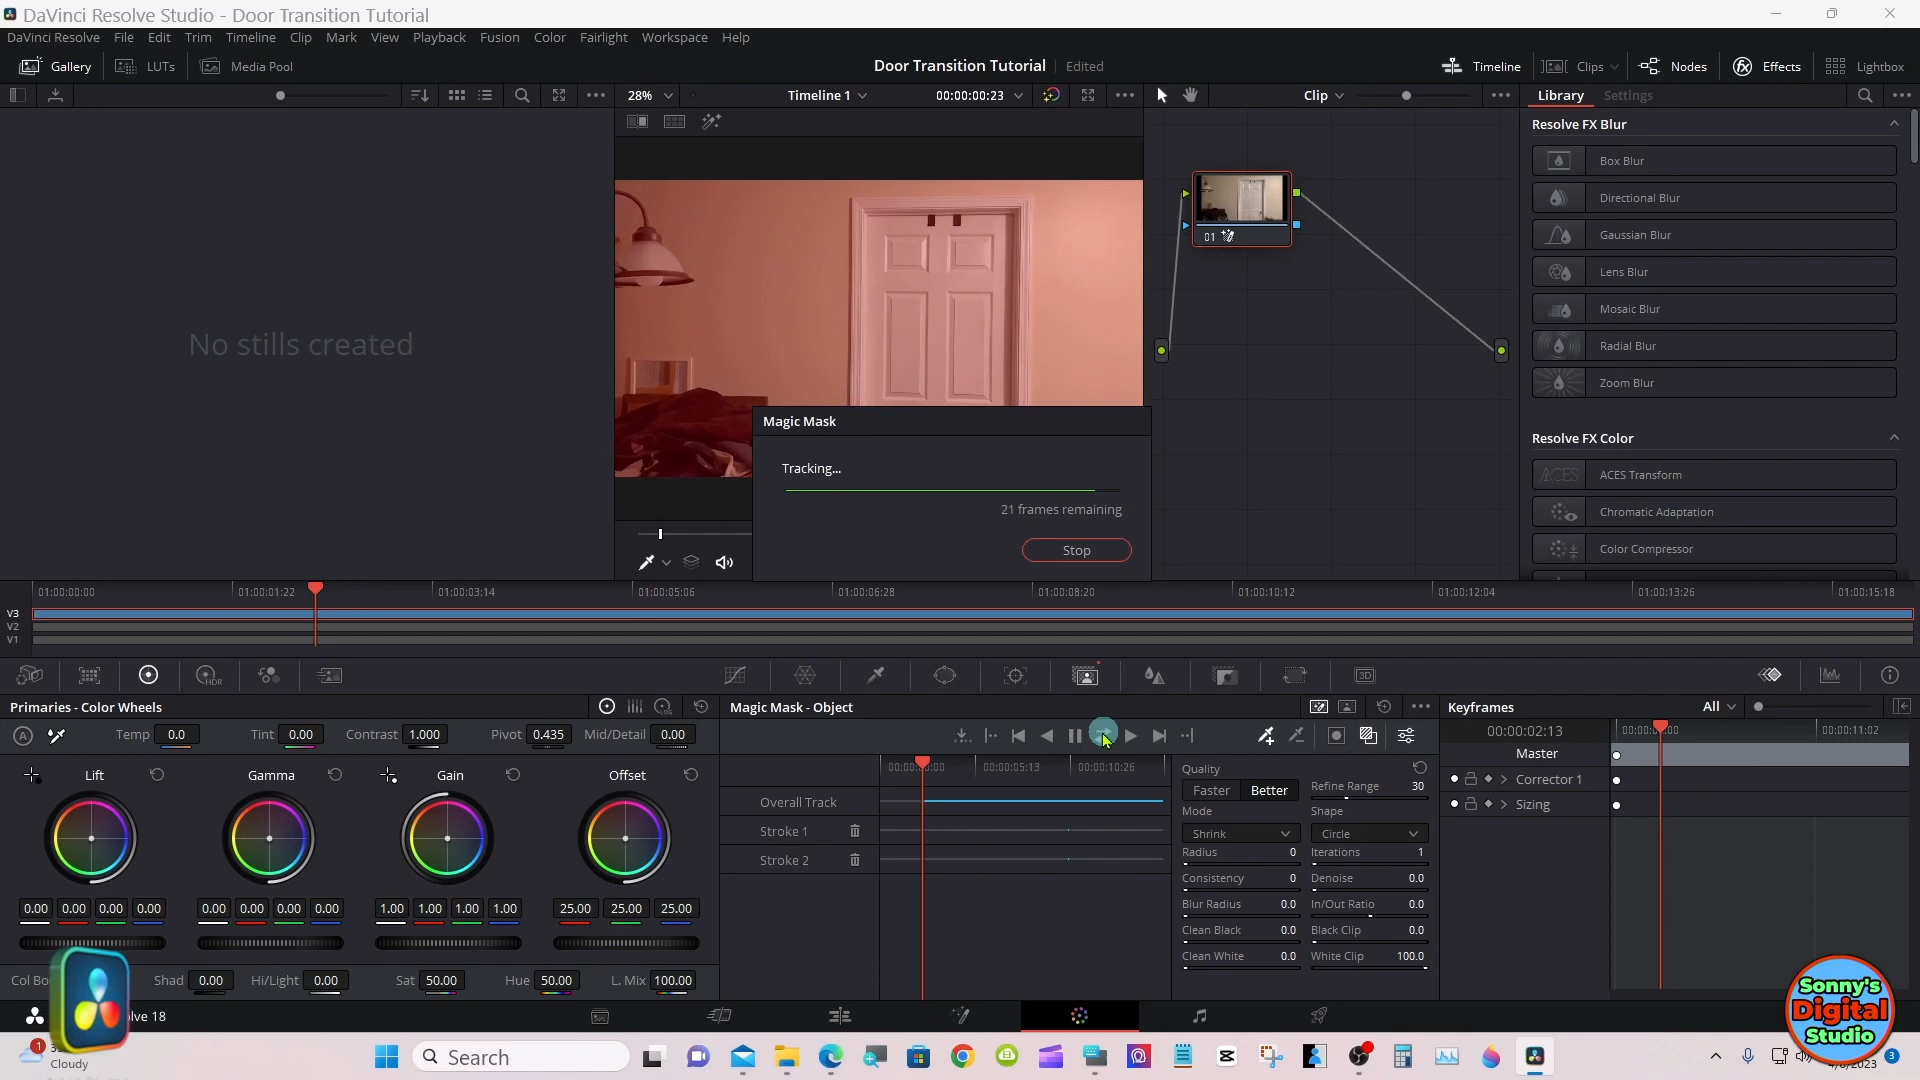 DaVinci Resolve Studio - Door Transition Tutorial
DaVinci Resolve File Edit Trim Timeline Clip Mark View Playback Fusion Color Fairlight Workspace Help
Gallery LUTs Media Pool Door Transition Tutorial Edited Timeline Clips Nodes Effects Lightbox
28% Timeline 1 00:00:00:23 Clip Library Settings
Resolve FX Blur
Box Blur
Directional Blur
Gaussian Blur
01
Lens Blur
Mosaic Blur
No stills created
Radial Blur
Zoom Blur
Magic Mask
Resolve FX Color
Tracking...
ACES Transform
21 frames remaining
Chromatic Adaptation
Stop
Color Compressor
01:00:00:00 01:00:01:22 01:00:03:14 01:00:05:06 01:00:06:28 01:00:08:20 01:00:10:12 01:00:12:04 01:00:13:26 01:00:15:18
V3
V2
V1
HDR 3D
Primaries - Color Wheels Magic Mask - Object Keyframes All
Temp 0.0 Tint 0.00 Contrast 1.000 Pivot 0.435 Mid/Detail 0.00
00:00:02:13 00:00:11:02
Master
Lift Gamma Gain Offset
00:00:05:13 00:00:10:26
Quality
Faster Better Refine Range 30
Corrector 1
Overall Track
Mode Shape
Sizing
Stroke 1
Shrink Circle
Radius 0 Iterations 1
Stroke 2
Consistency 0 Denoise 0.0
Blur Radius 0.0 In/Out Ratio 0.0
0.00 0.00 0.00 0.00 0.00 0.00 0.00 0.00 1.00 1.00 1.00 1.00 25.00 25.00 25.00
Clean Black 0.0 Black Clip 0.0
Clean White 0.0 White Clip 100.0
Shad 0.00 Hi/Light 0.00 Sat 50.00 Hue 50.00 L. Mix 100.00
Sonny's
Digital
Studio
Search
Cloudy
1
3